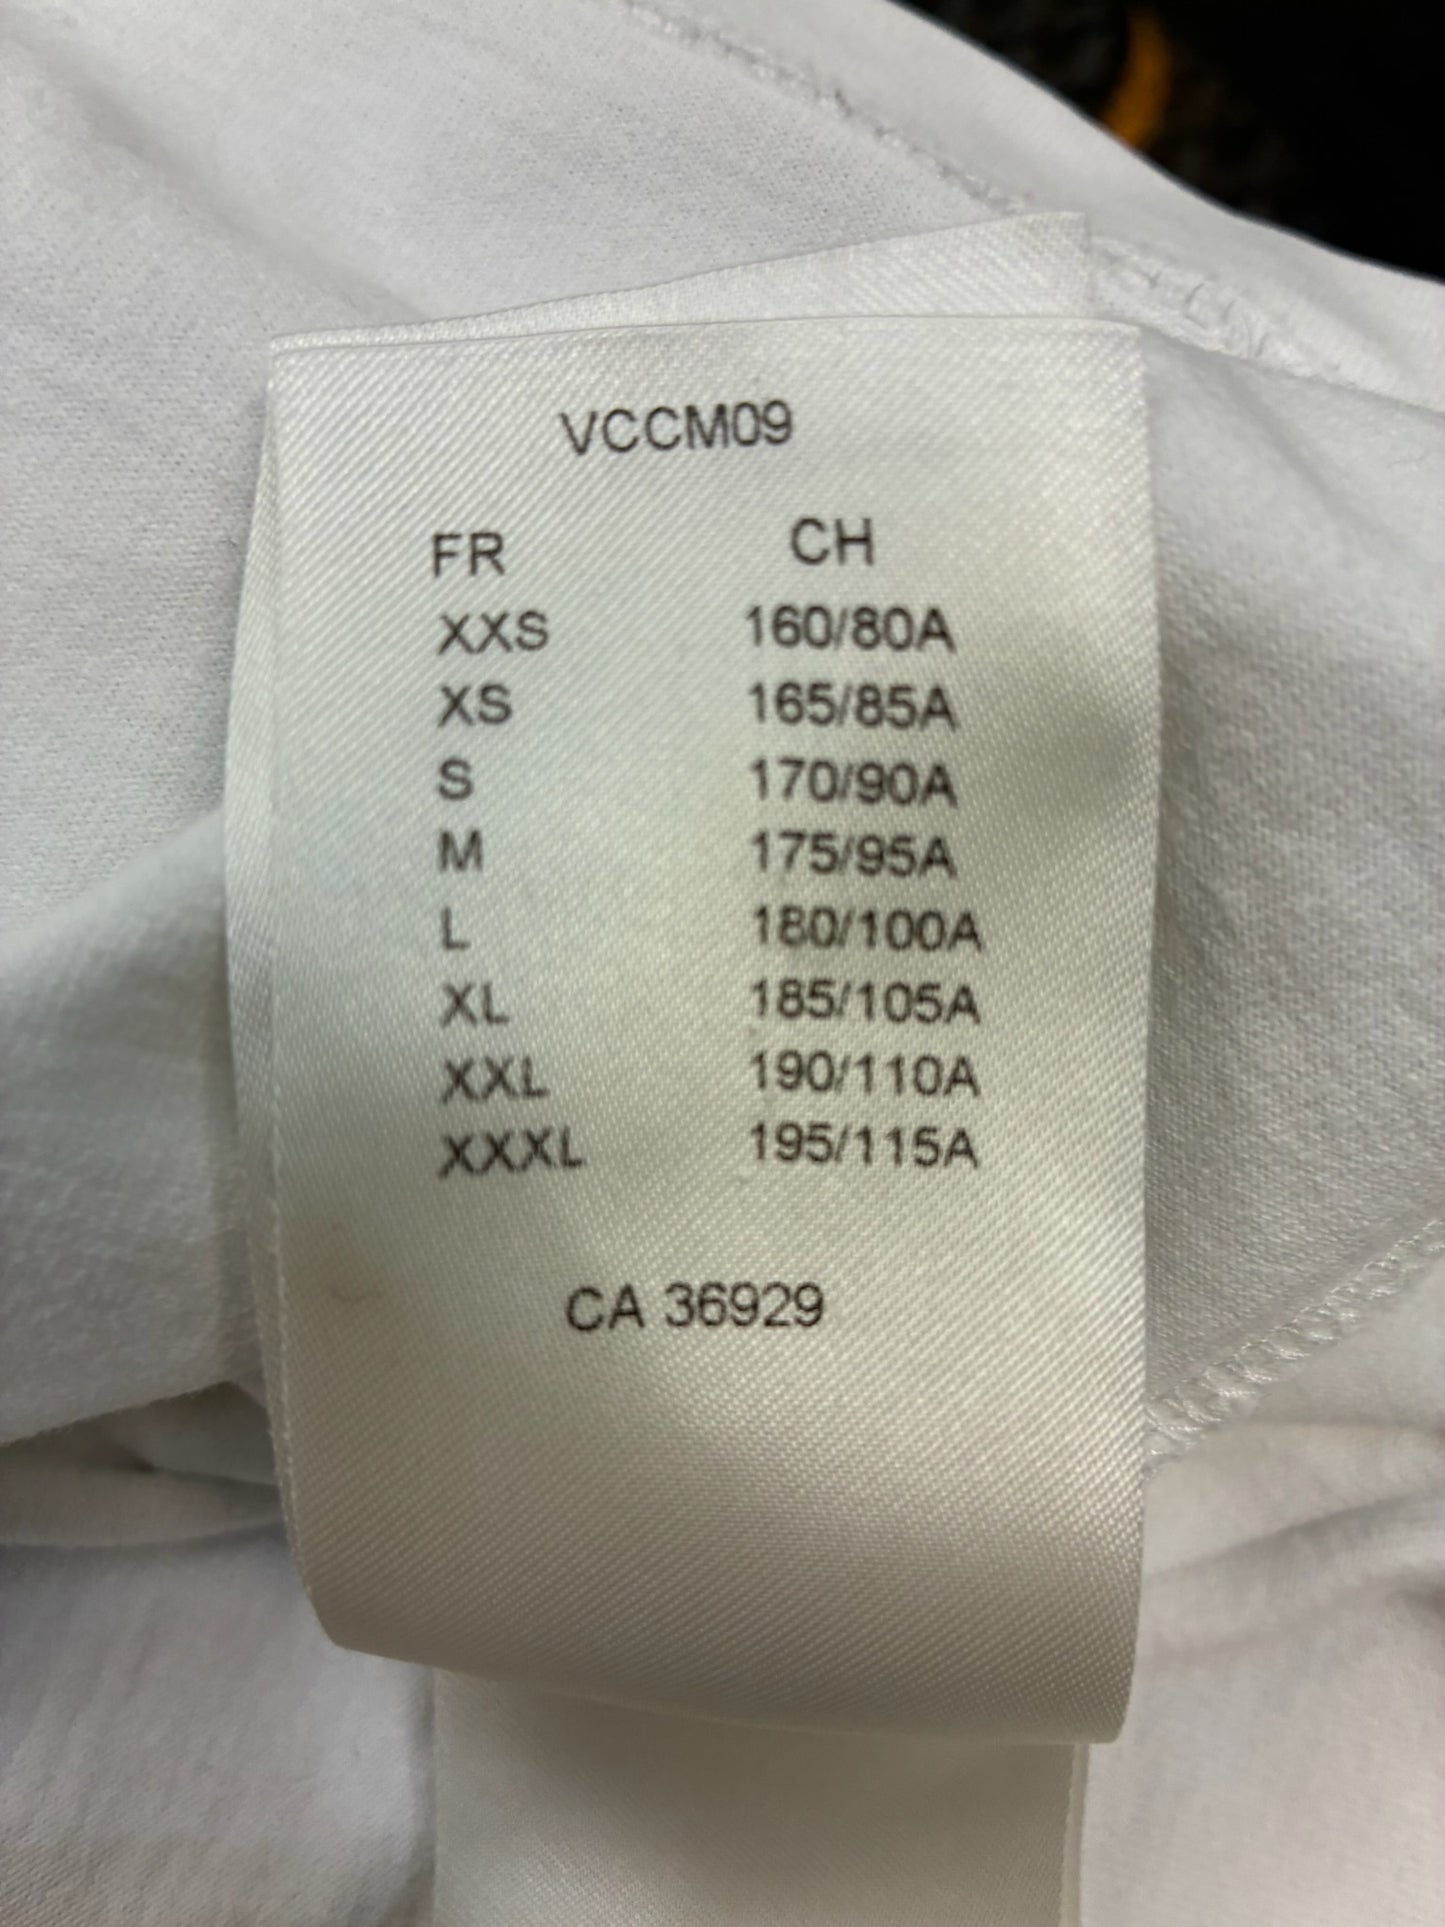 VCCM09
FR CH
XXS 160/80A
XS 165/85A
S 170/90A
M 175/95A
L 180/100A
XL 185/105A
XXL 190/110A
XXXL 195/115A
CA 36929